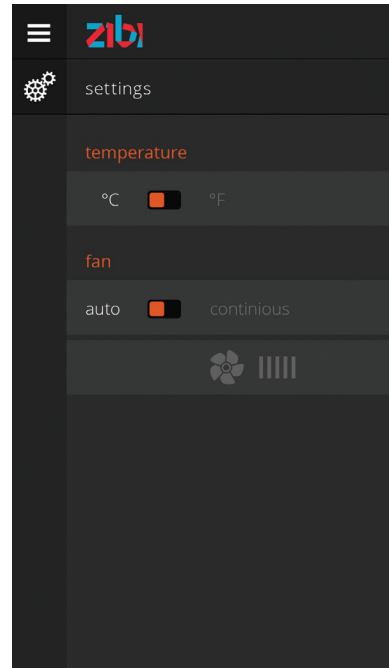 zibi
settings
temperature
°C °F
fan
auto continious